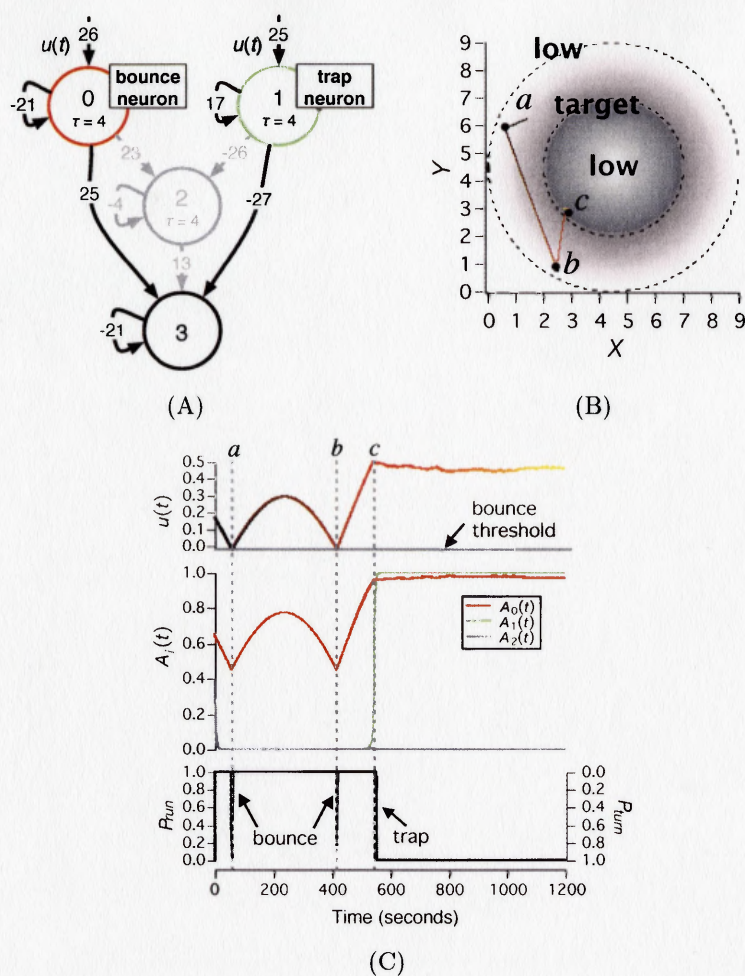 26
25
u(t)
u(t)
bounce
neuron
trap
neuron
-21
0
τ = 4
17
1
τ = 4
23
-26
25
-4
2
τ = 4
-27
13
-21
3
(A)
low
target
low
a
b
c
Y
9
8
7
6
5
4
3
2
1
0
0 1 2 3 4 5 6 7 8 9
X
(B)
a b c
u(t)
0.5
0.4
0.3
0.2
0.1
0.0
bounce
threshold
A_i(t)
1.0
0.8
0.6
0.4
0.2
0.0
A_0(t)
A_1(t)
A_2(t)
P_run
1.0
0.8
0.6
0.4
0.2
0.0
bounce
trap
0.0
0.2
0.4
0.6
0.8
1.0
P_turn
0 200 400 600 800 1000 1200
Time (seconds)
(C)